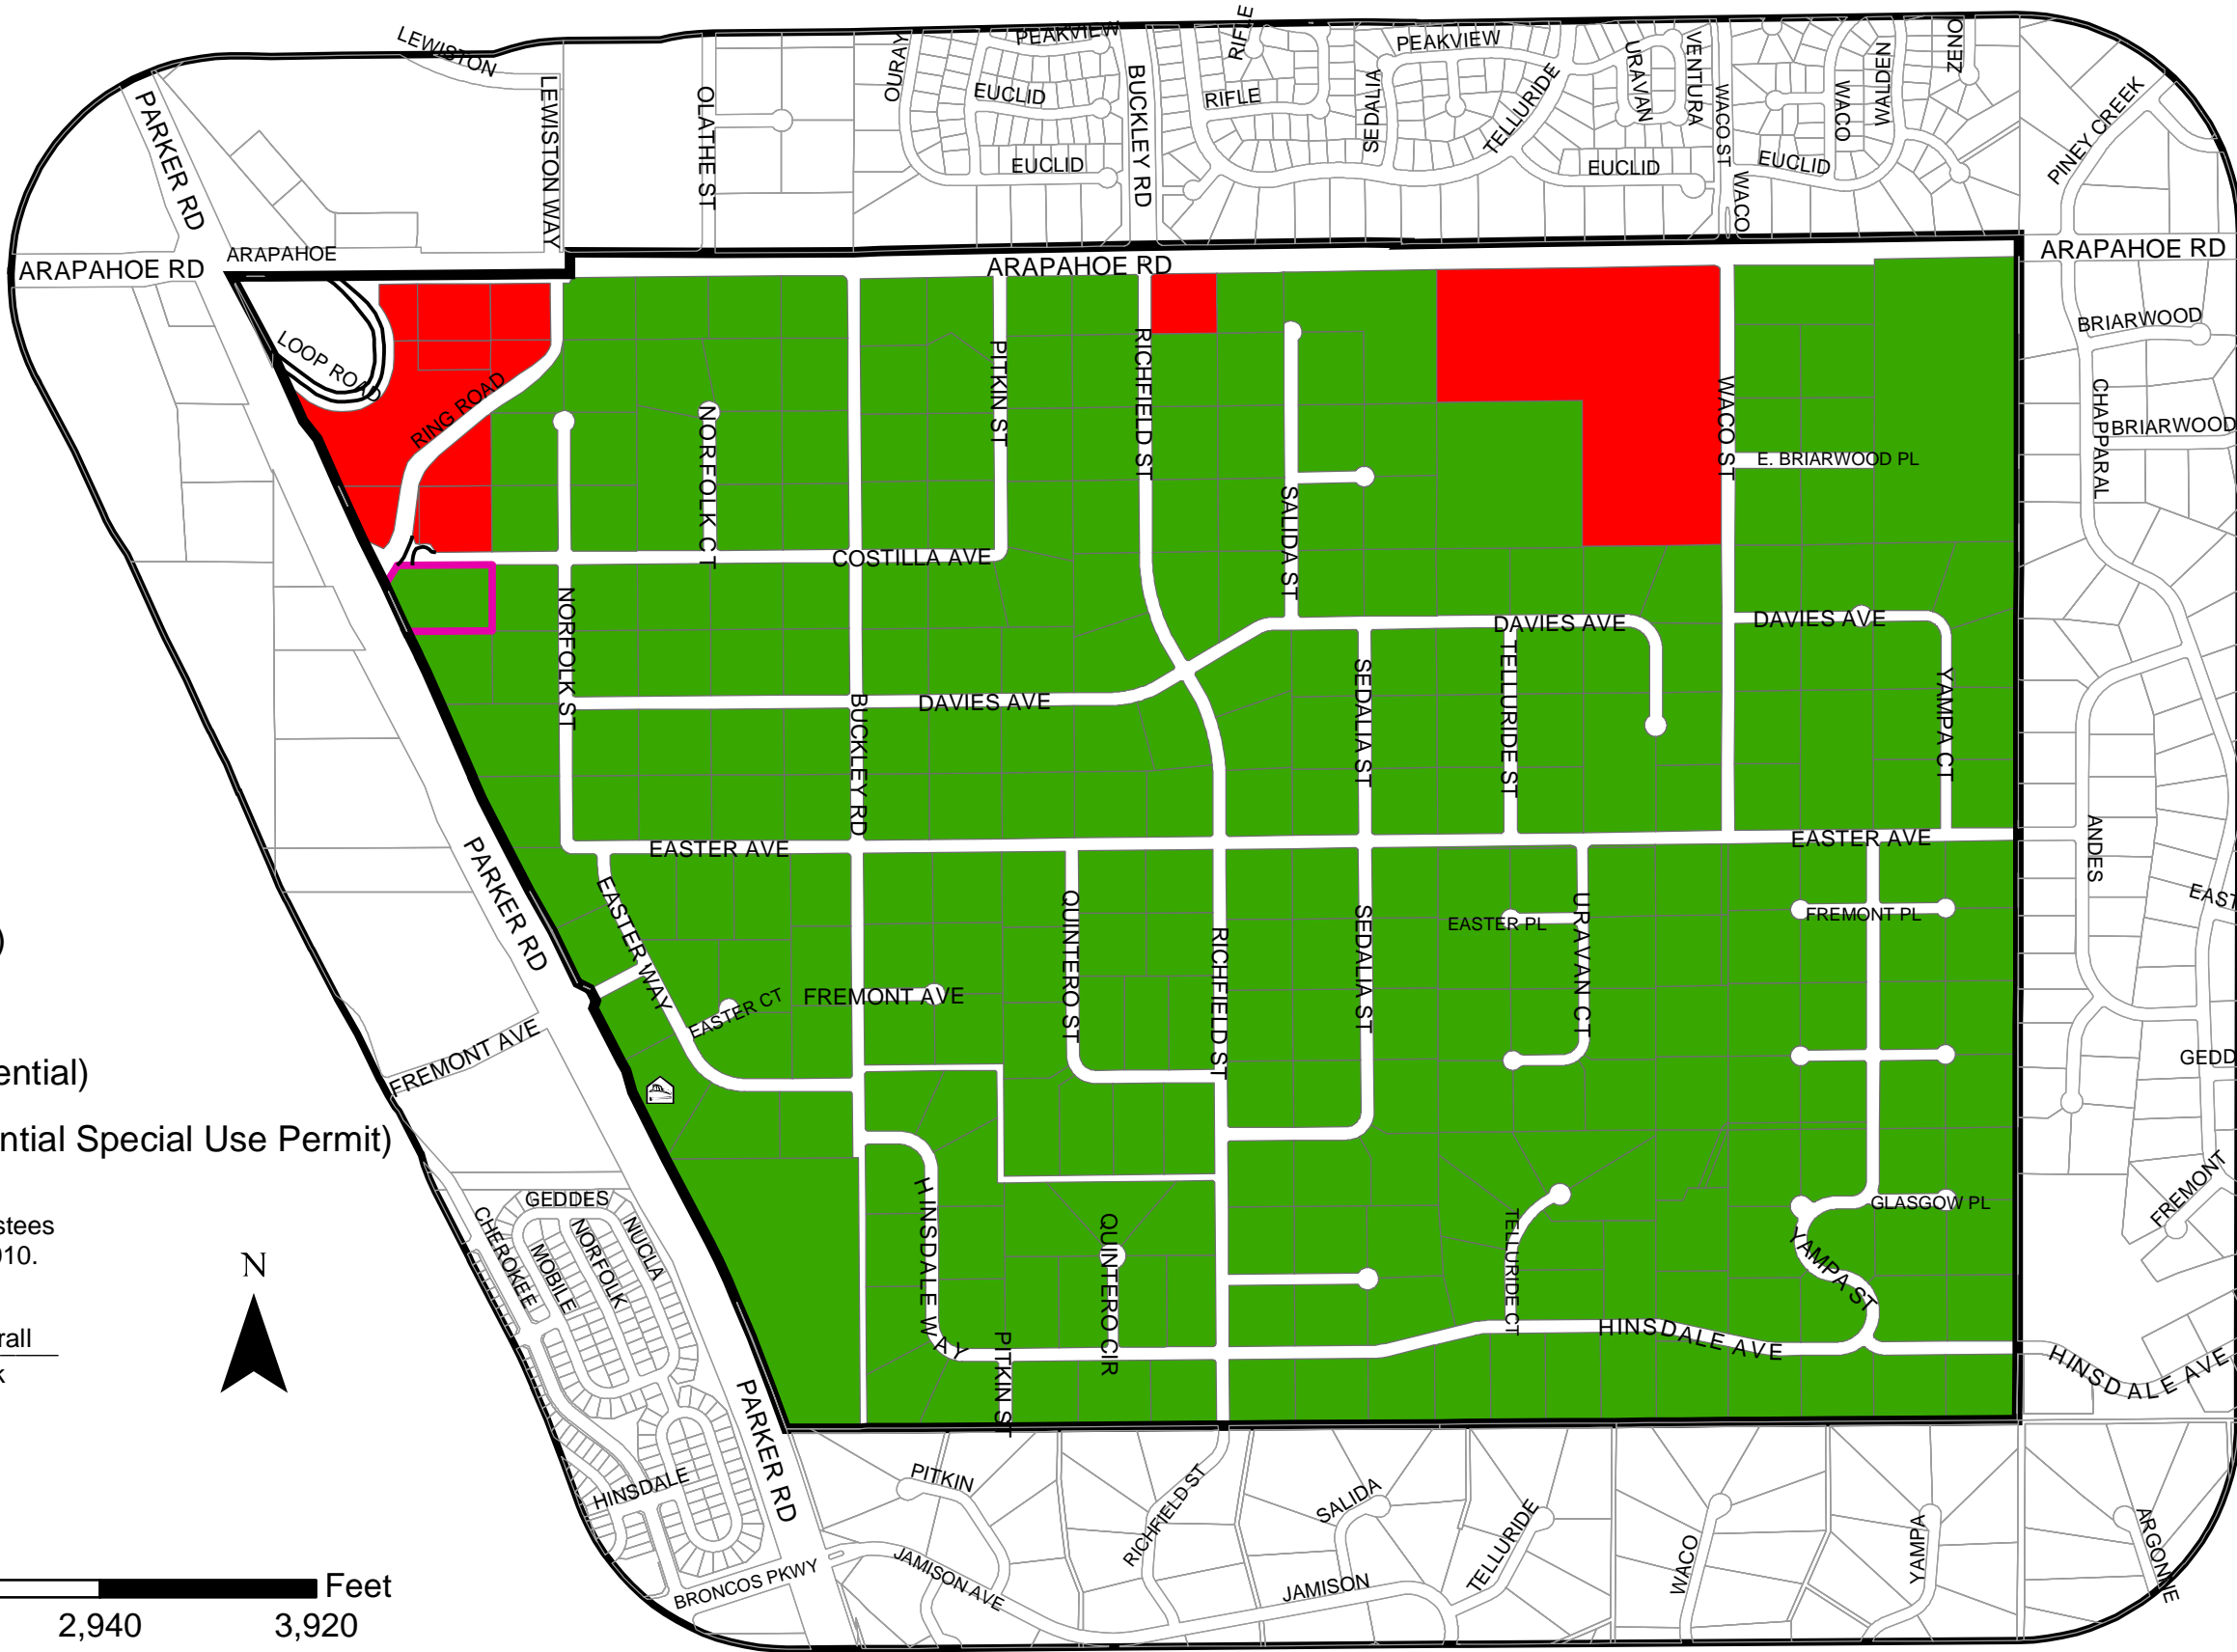 LEWISTON
PEAKVIEW
RIFLE
PEAKVIEW
ZENO
OURAY
URAVAN
VENTURA
WALDEN
WACO
PARKER RD
LEWISTON WAY
OLATHE ST
EUCLID
BUCKLEY RD
RIFLE
SEDALIA
TELLURIDE
WACO ST
PINEY CREEK
EUCLID
EUCLID
EUCLID
WACO
ARAPAHOE RD
ARAPAHOE
ARAPAHOE RD
ARAPAHOE RD
LOOP ROAD
RING ROAD
PITKIN ST
RICHFIELD ST
BRIARWOOD
CHAPPARAL
BRIARWOOD
NORFOLK CT
WACO ST
E. BRIARWOOD PL
SALIDA ST
COSTILLA AVE
NORFOLK ST
DAVIES AVE
DAVIES AVE
DAVIES AVE
BUCKLEY RD
SEDALIA ST
TELLURIDE ST
YAMPA CT
EASTER AVE
EASTER AVE
PARKER RD
ANDES
EASTER WAY
QUINTERO ST
RICHFIELD ST
SEDALIA ST
EASTER PL
URAVAN CT
FREMONT PL
EAST
)
EASTER CT
FREMONT AVE
FREMONT AVE
GEDD
ential)
ntial Special Use Permit)
stees
010.
N
rall
k
GEDDES
CHEROKEE
MOBILE
NORFOLK
NUCLA
HINSDALE WAY
QUINTERO CIR
TELLURIDE CT
GLASGOW PL
YAMPA ST
FREMONT
PITKIN ST
HINSDALE AVE
HINSDALE AVE
PARKER RD
HINSDALE
PITKIN
RICHFIELD ST
SALIDA
TELLURIDE
WACO
YAMPA
ARGONNE
BRONCOS PKWY
JAMISON AVE
JAMISON
Feet
2,940
3,920